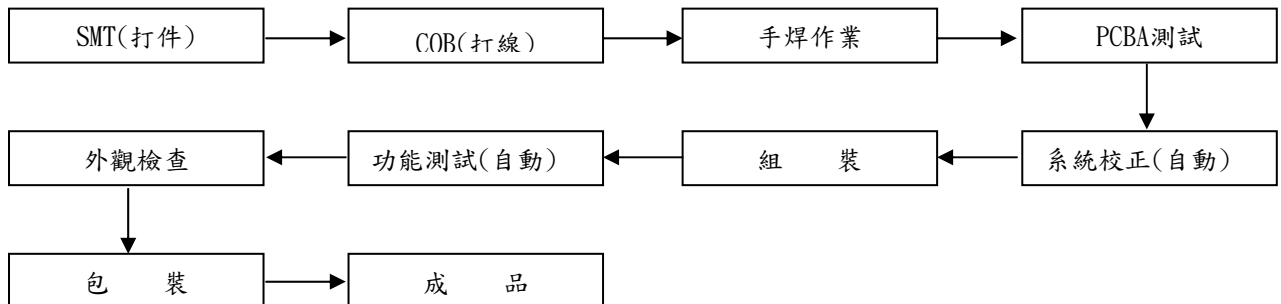 SMT(打件)
COB(打線)
手焊作業
PCBA測試
系統校正(自動)
組　　裝
功能測試(自動)
外觀檢查
包　　裝
成　　品